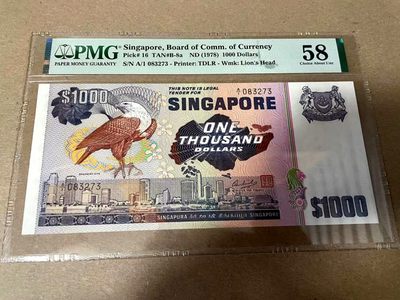 PMG
PAPER MONEY GUARANTY
Singapore, Board of Comm. of Currency
Pick# 16 TAN#B-8a ND (1978) 1000 Dollars
S/N A/1 083273 - Printer: TDLR - Wmk: Lion's Head
58
Choice About Unc
$1000
THIS NOTE IS LEGAL
TENDER FOR
A/1 083273
SINGAPORE
ONE
THOUSAND
DOLLARS
A/1 083273
SINGAPURA
SINGAPORE
$1000